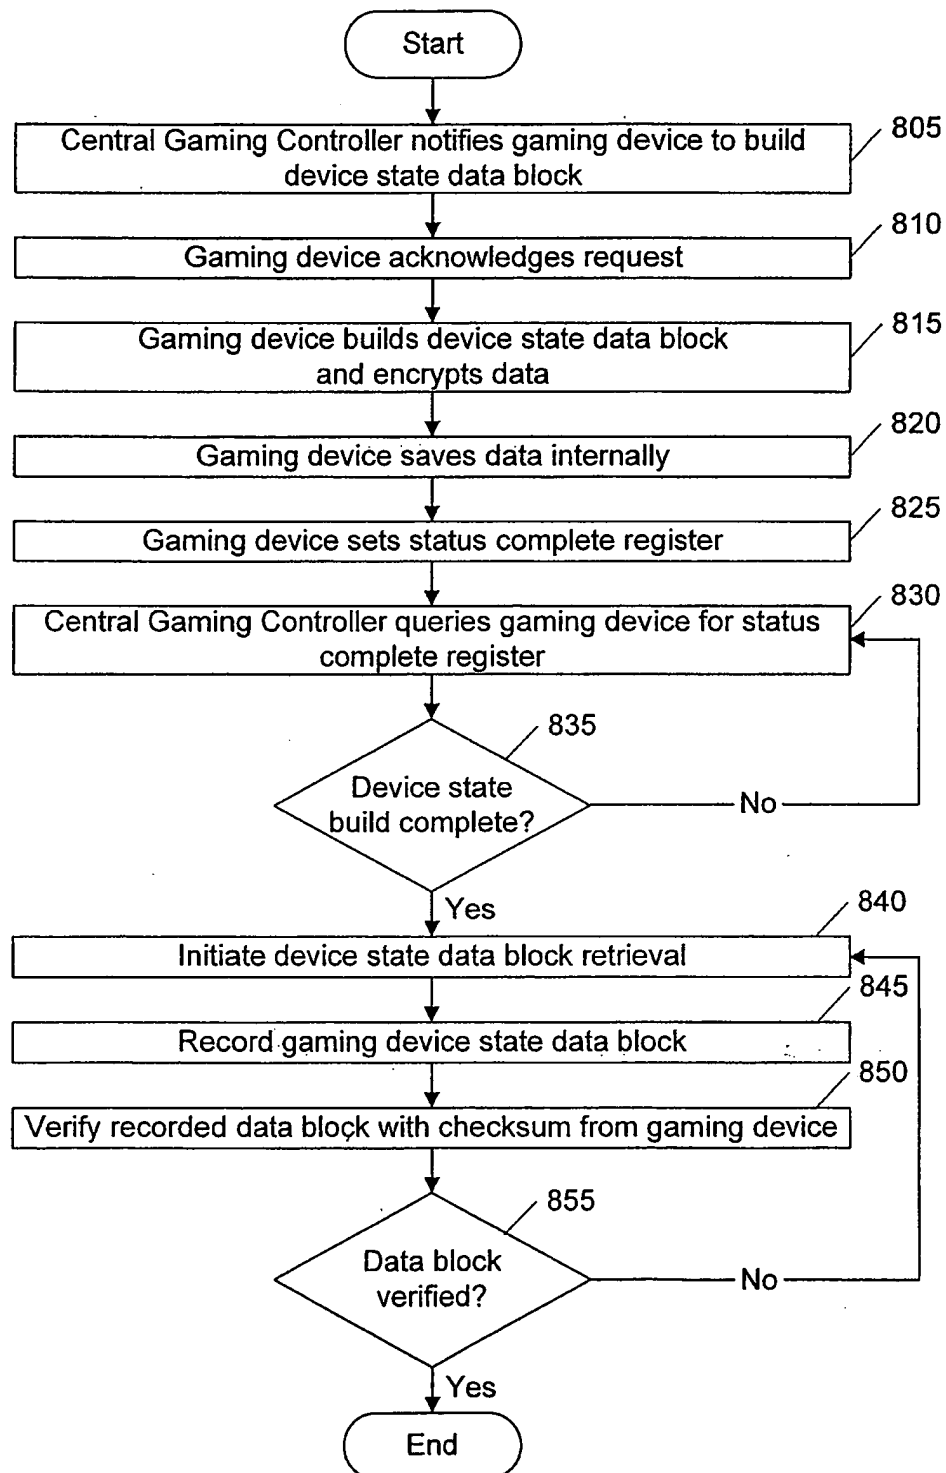 Start
805
Central Gaming Controller notifies gaming device to build
device state data block
810
Gaming device acknowledges request
815
Gaming device builds device state data block
and encrypts data
820
Gaming device saves data internally
825
Gaming device sets status complete register
830
Central Gaming Controller queries gaming device for status
complete register
835
Device state
build complete?
No
Yes
840
Initiate device state data block retrieval
845
Record gaming device state data block
850
Verify recorded data block with checksum from gaming device
855
Data block
verified?
No
Yes
End